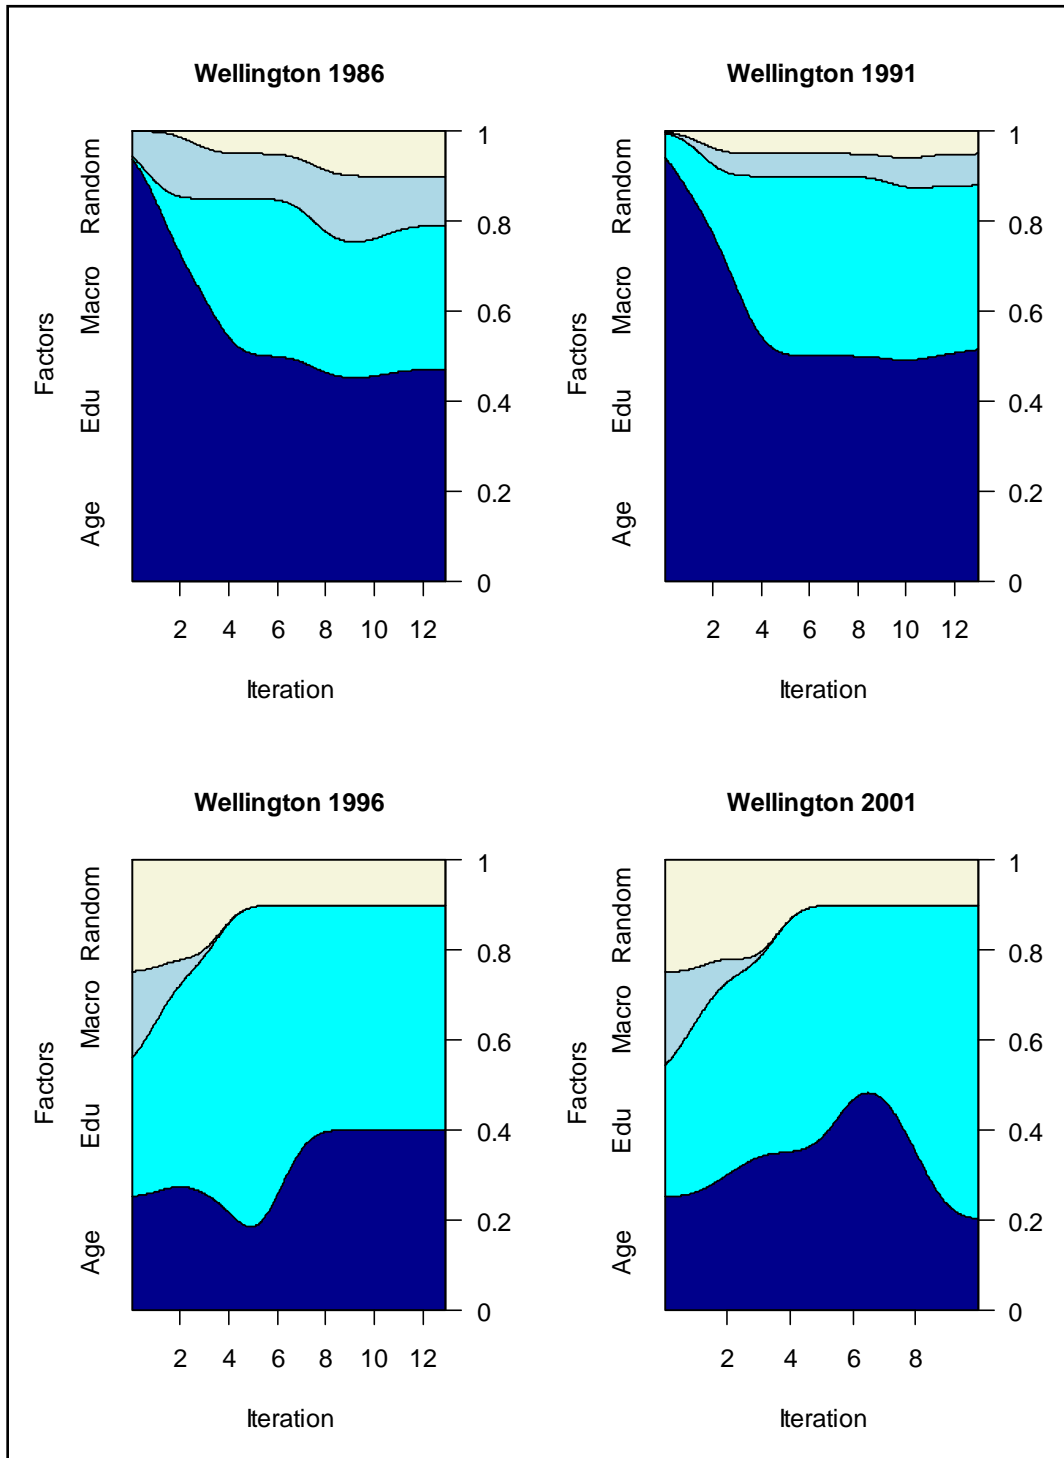 Wellington 1986
Factors
Age Edu Macro Random
0 0.2 0.4 0.6 0.8 1
2 4 6 8 10 12
Iteration
Wellington 1991
Factors
Age Edu Macro Random
0 0.2 0.4 0.6 0.8 1
2 4 6 8 10 12
Iteration
Wellington 1996
Factors
Age Edu Macro Random
0 0.2 0.4 0.6 0.8 1
2 4 6 8 10 12
Iteration
Wellington 2001
Factors
Age Edu Macro Random
0 0.2 0.4 0.6 0.8 1
2 4 6 8
Iteration